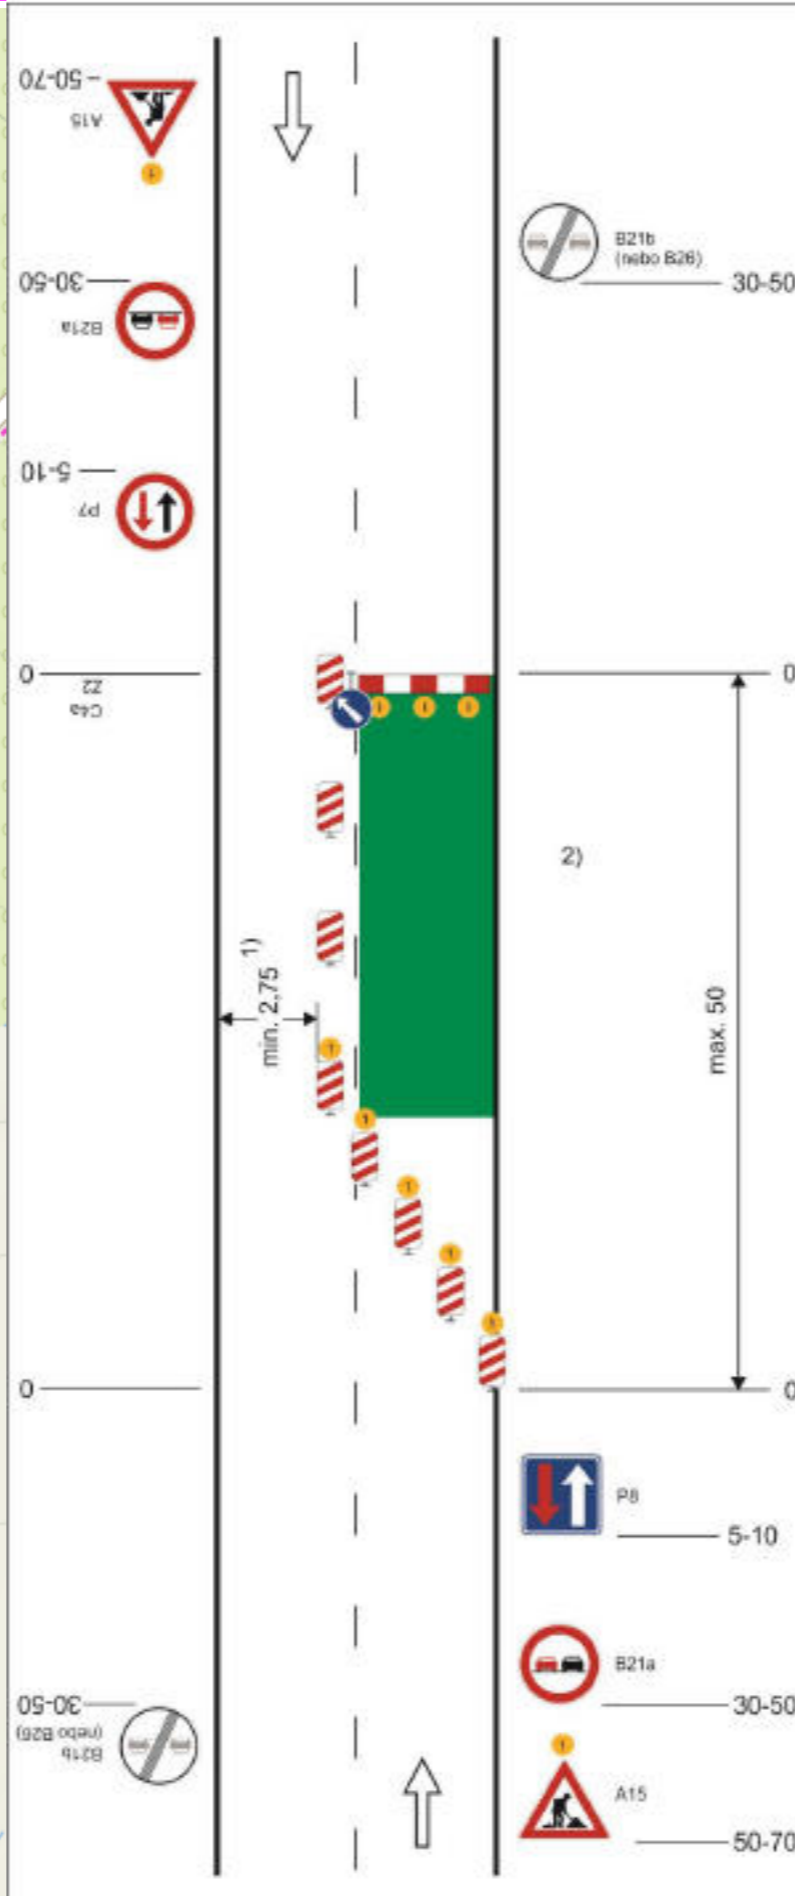 50-70
A15
B21b
(nebo B26)
30-50
30-50
B21a
5-10
P7
0
Z2
C4a
0
2)
min. 2,75 1)
max. 50
0
0
P8
5-10
B21a
30-50
30-50
(nebo B26)
B21b
A15
50-70